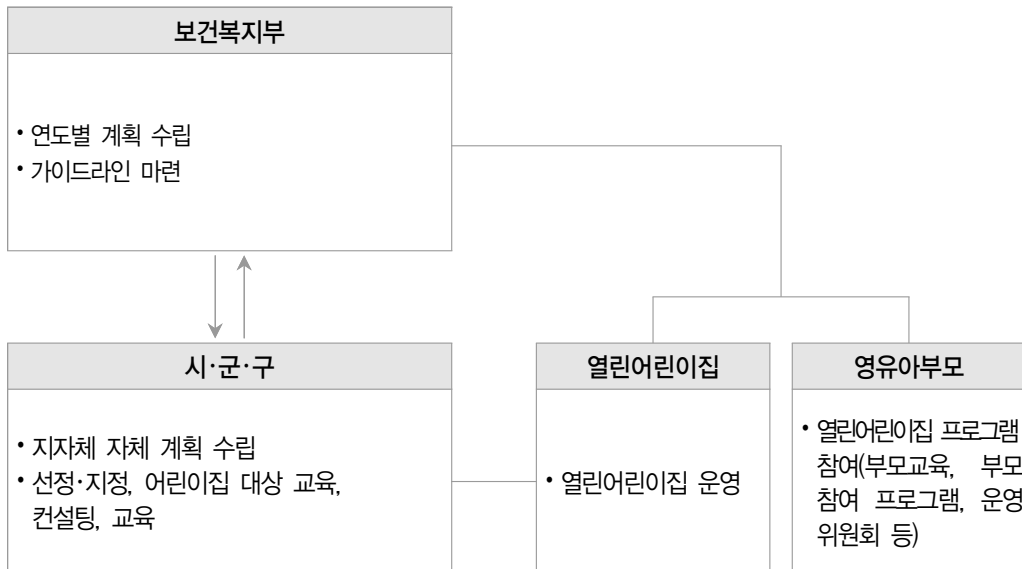 보건복지부
• 연도별 계획 수립
• 가이드라인 마련
시·군·구
• 지자체 자체 계획 수립
• 선정·지정, 어린이집 대상 교육,
컨설팅, 교육
열린어린이집
• 열린어린이집 운영
영유아부모
• 열린어린이집 프로그램
참여(부모교육, 부모
참여 프로그램, 운영
위원회 등)